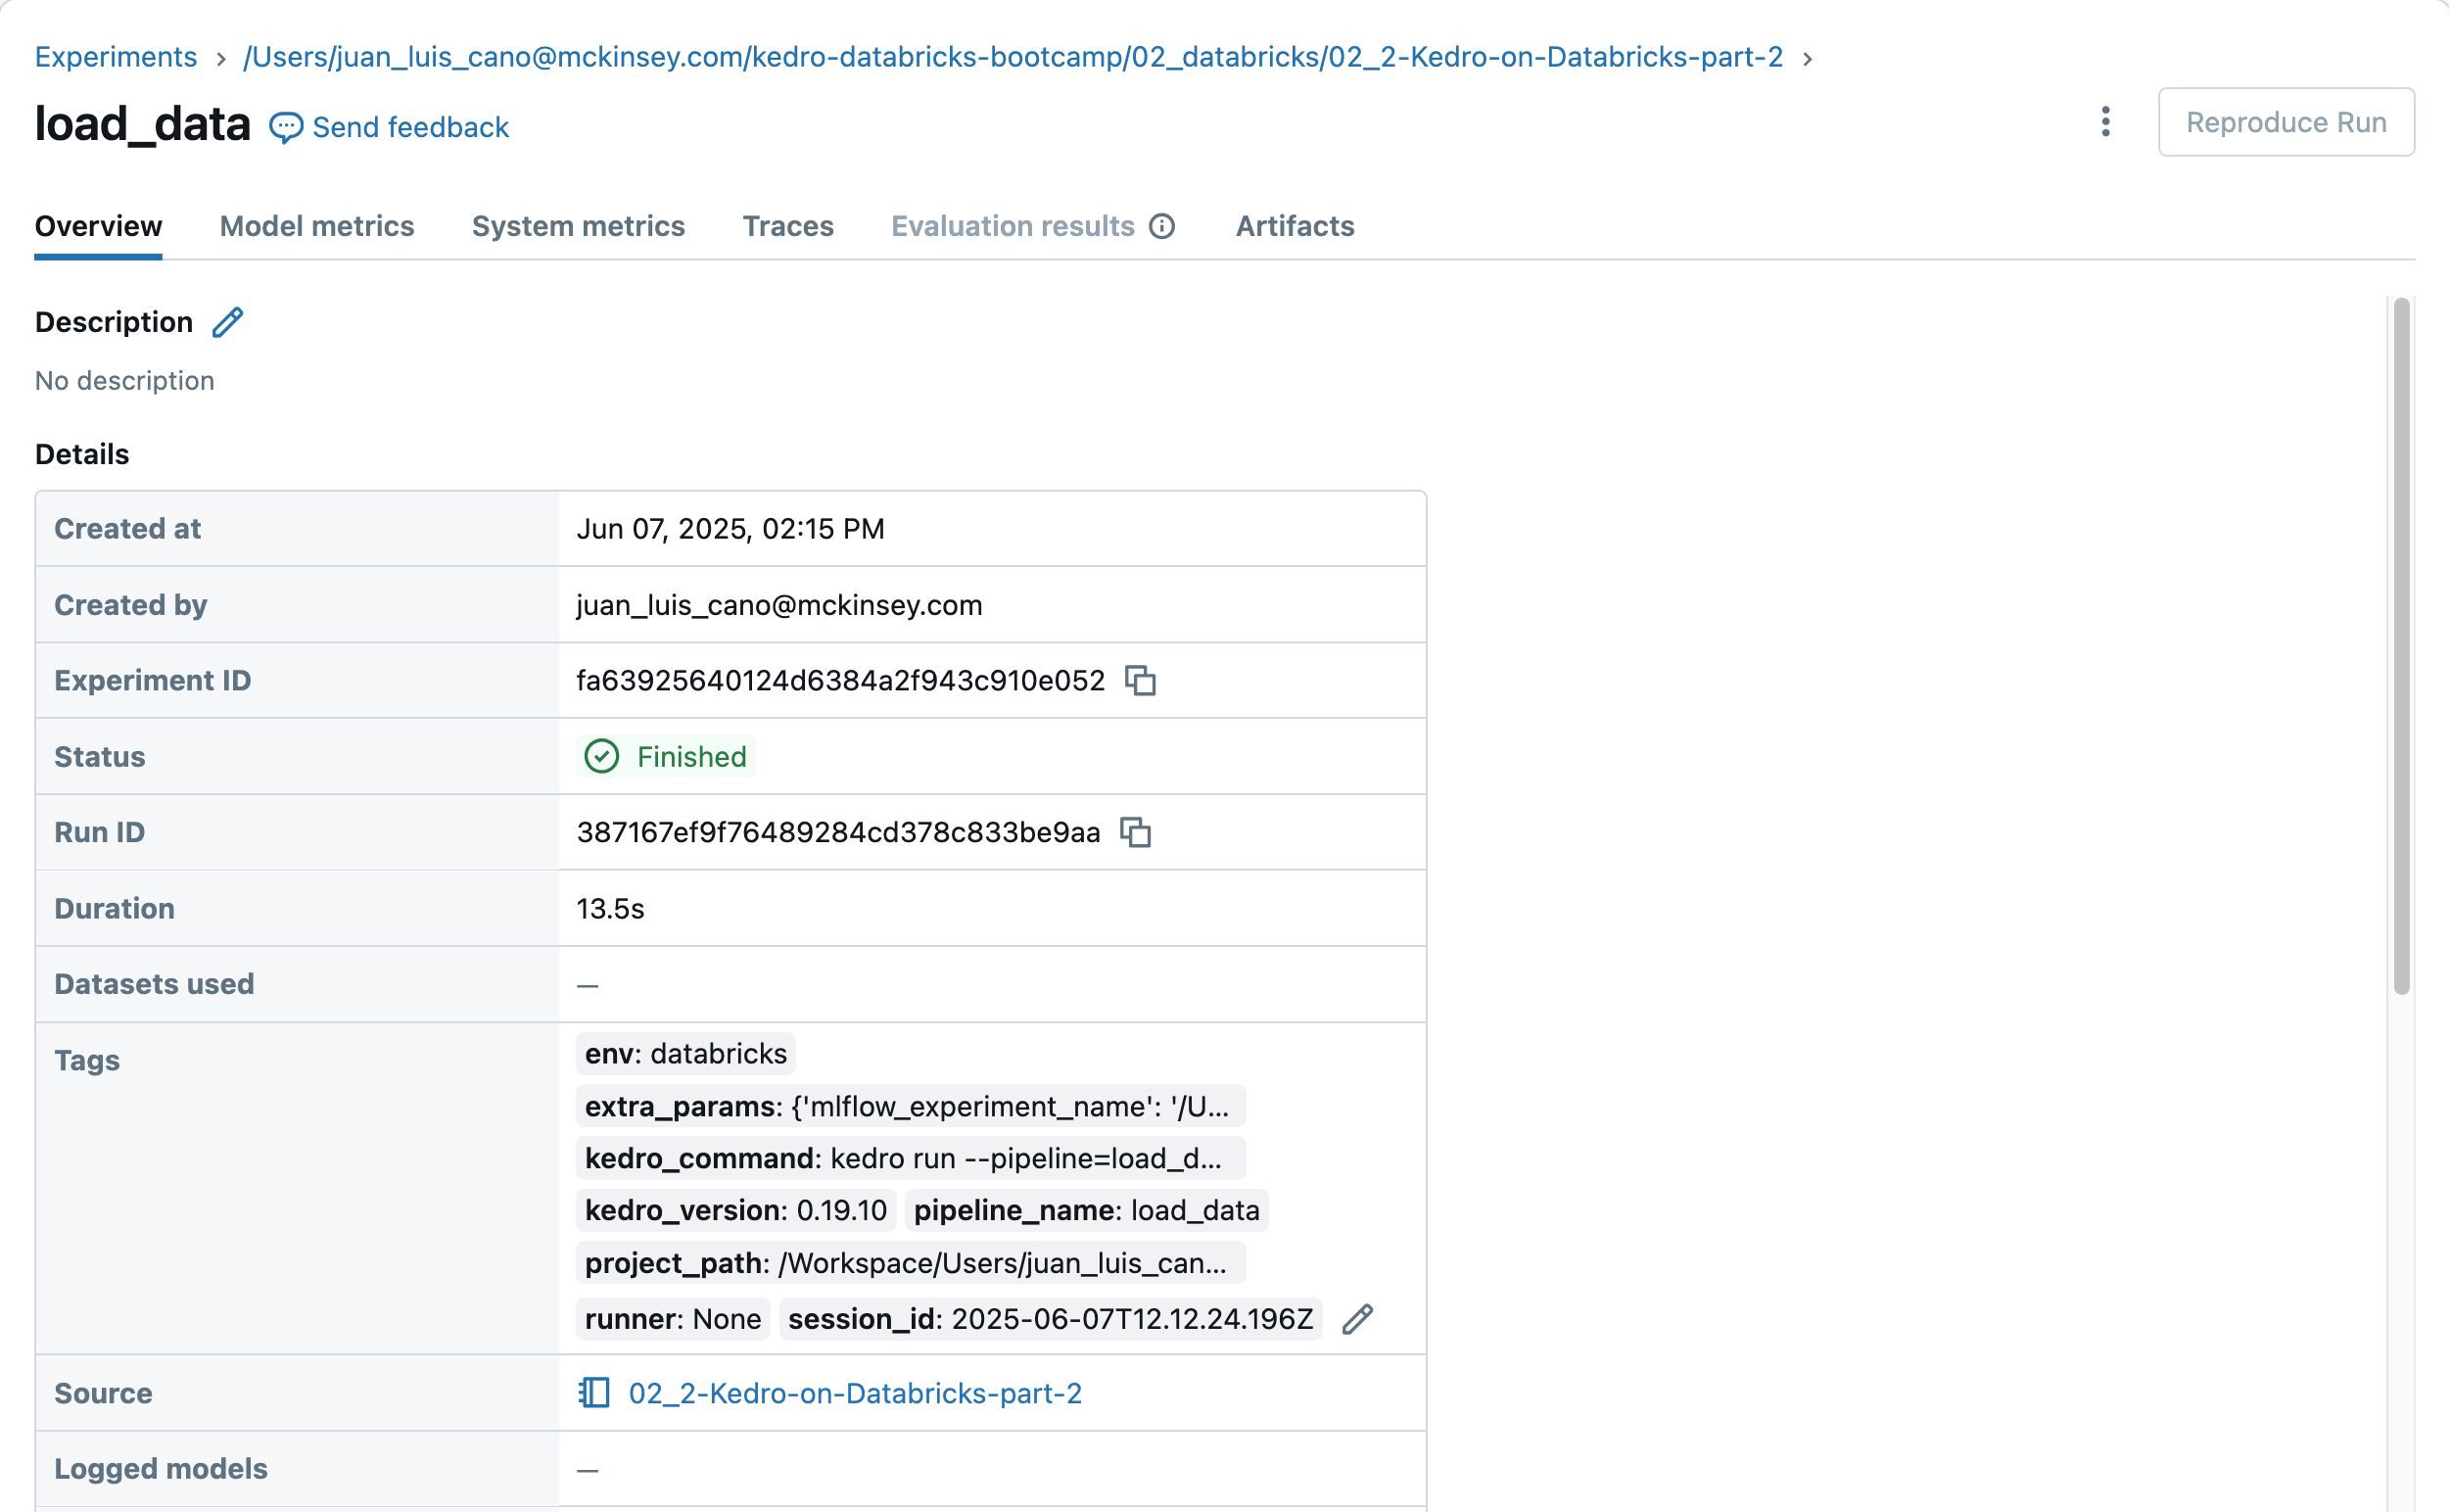 Experiments > /Users/juan_luis_cano@mckinsey.com/kedro-databricks-bootcamp/02_databricks/02_2-Kedro-on-Databricks-part-2 >
load_data Send feedback
Reproduce Run
Overview Model metrics System metrics Traces Evaluation results Artifacts
Description
No description
Details
Created at Jun 07, 2025, 02:15 PM
Created by juan_luis_cano@mckinsey.com
Experiment ID fa63925640124d6384a2f943c910e052
Status Finished
Run ID 387167ef9f76489284cd378c833be9aa
Duration 13.5s
Datasets used —
Tags env: databricks
extra_params: {'mlflow_experiment_name': '/U...
kedro_command: kedro run --pipeline=load_d...
kedro_version: 0.19.10 pipeline_name: load_data
project_path: /Workspace/Users/juan_luis_can...
runner: None session_id: 2025-06-07T12.12.24.196Z
Source 02_2-Kedro-on-Databricks-part-2
Logged models —